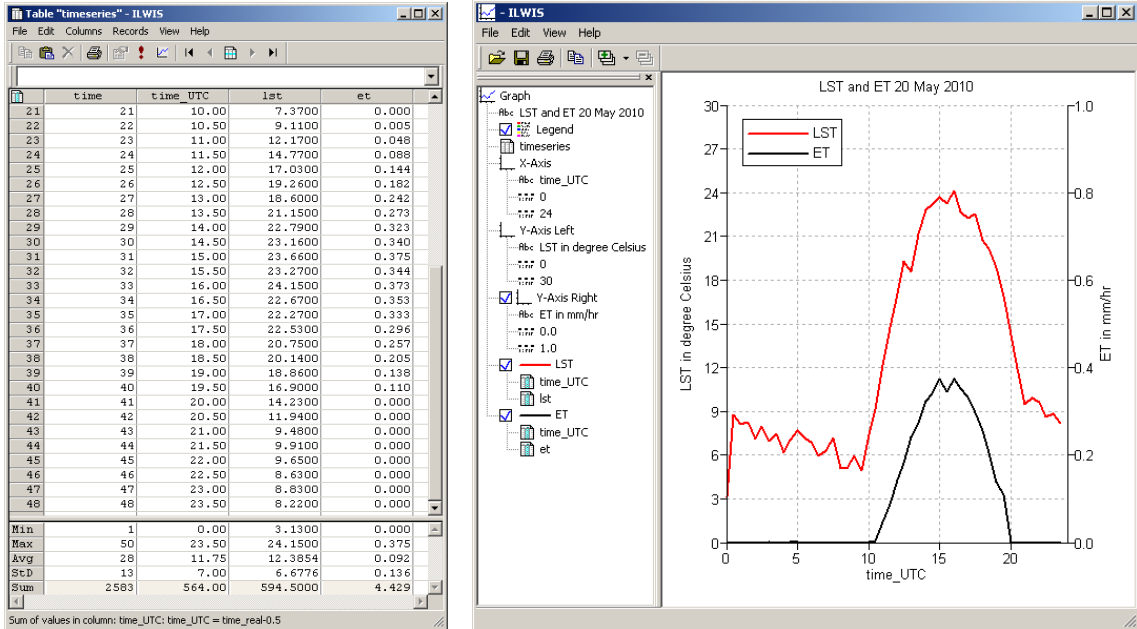 Table "timeseries" - ILWIS
File Edit Columns Records View Help
time time_UTC lst et
21 21 10.00 7.3700 0.000
22 22 10.50 9.1100 0.005
23 23 11.00 12.1700 0.048
24 24 11.50 14.7700 0.088
25 25 12.00 17.0300 0.144
26 26 12.50 19.2600 0.182
27 27 13.00 18.6000 0.242
28 28 13.50 21.1500 0.273
29 29 14.00 22.7900 0.323
30 30 14.50 23.1600 0.340
31 31 15.00 23.6600 0.375
32 32 15.50 23.2700 0.344
33 33 16.00 24.1500 0.373
34 34 16.50 22.6700 0.353
35 35 17.00 22.2700 0.333
36 36 17.50 22.5300 0.296
37 37 18.00 20.7500 0.257
38 38 18.50 20.1400 0.205
39 39 19.00 18.8600 0.138
40 40 19.50 16.9000 0.110
41 41 20.00 14.2300 0.000
42 42 20.50 11.9400 0.000
43 43 21.00 9.4800 0.000
44 44 21.50 9.9100 0.000
45 45 22.00 9.6500 0.000
46 46 22.50 8.6300 0.000
47 47 23.00 8.8300 0.000
48 48 23.50 8.2200 0.000
Min 1 0.00 3.1300 0.000
Max 50 23.50 24.1500 0.375
Avg 28 11.75 12.3854 0.092
StD 13 7.00 6.6776 0.136
Sum 2583 564.00 594.5000 4.429
Sum of values in column: time_UTC: time_UTC = time_real-0.5
- ILWIS
File Edit View Help
Graph
Abc LST and ET 20 May 2010
Legend
timeseries
X-Axis
Abc time_UTC
0
24
Y-Axis Left
Abc LST in degree Celsius
0
30
Y-Axis Right
Abc ET in mm/hr
0.0
1.0
LST
time_UTC
lst
ET
time_UTC
et
LST and ET 20 May 2010
LST
ET
30
27
24
21
18
15
12
9
6
3
0
LST in degree Celsius
1.0
0.8
0.6
0.4
0.2
0.0
ET in mm/hr
0 5 10 15 20
time_UTC